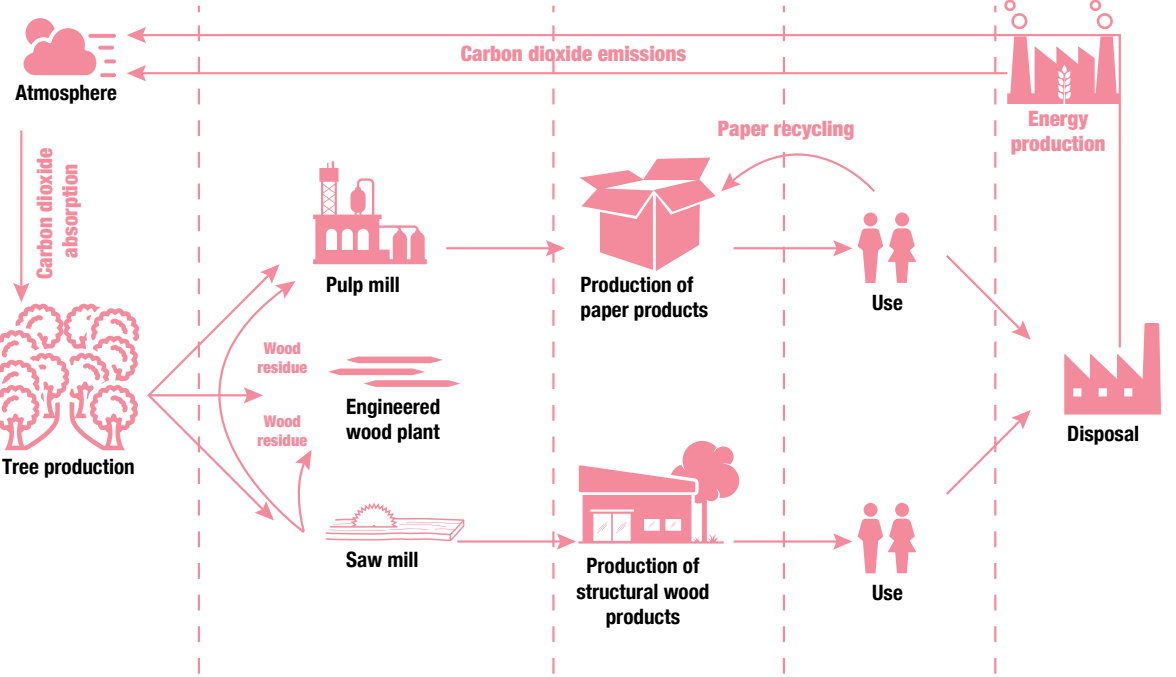 Carbon dioxide emissions
Atmosphere
Energy
production
Paper recycling
Carbon dioxide
absorption
Pulp mill
Production of
paper products
Use
Wood
residue
Engineered
wood plant
Wood
residue
Tree production
Disposal
Saw mill
Production of
structural wood
products
Use